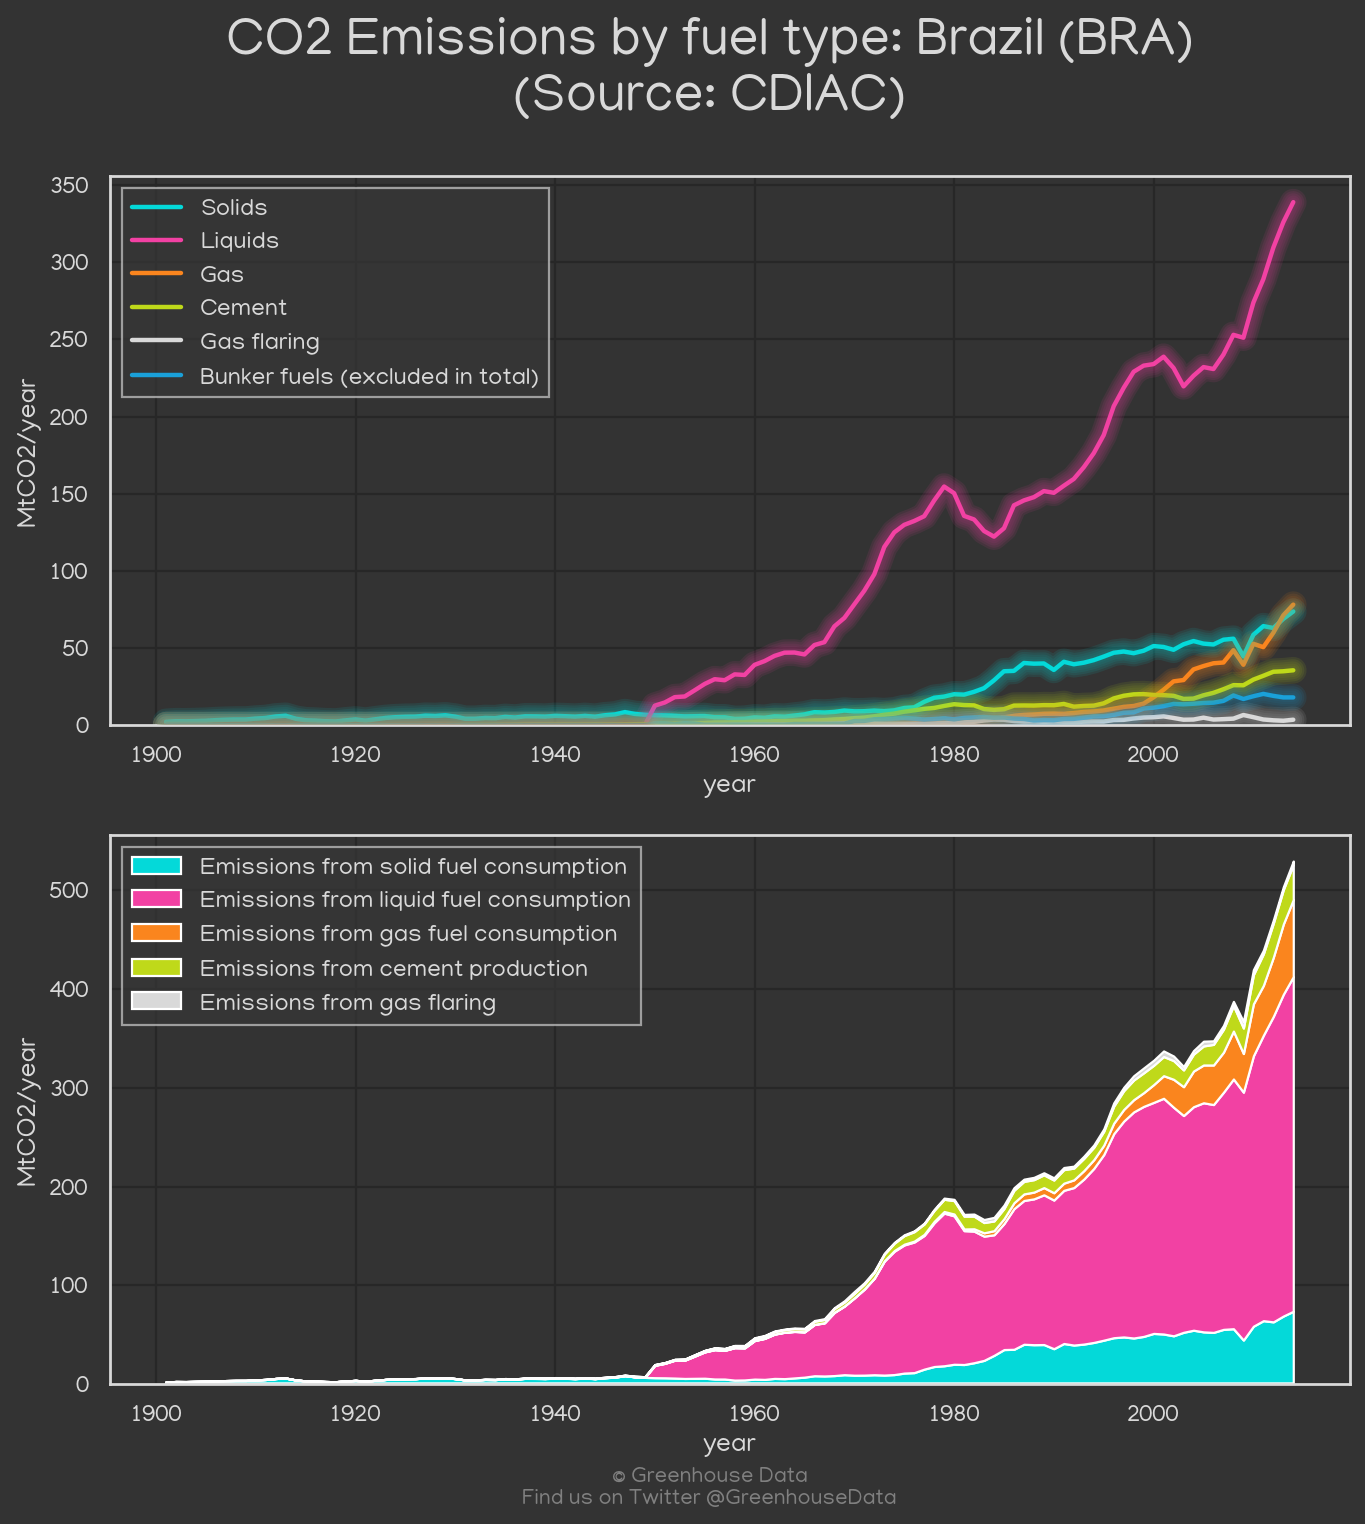 CO2 Emissions by fuel type: Brazil (BRA)
(Source: CDIAC)
350
300
250
200
150
100
50
0
MtCO2/year
Solids
Liquids
Gas
Cement
Gas flaring
Bunker fuels (excluded in total)
1900 1920 1940 1960 1980 2000
year
500
400
300
200
100
0
MtCO2/year
Emissions from solid fuel consumption
Emissions from liquid fuel consumption
Emissions from gas fuel consumption
Emissions from cement production
Emissions from gas flaring
1900 1920 1940 1960 1980 2000
year
© Greenhouse Data
Find us on Twitter @GreenhouseData